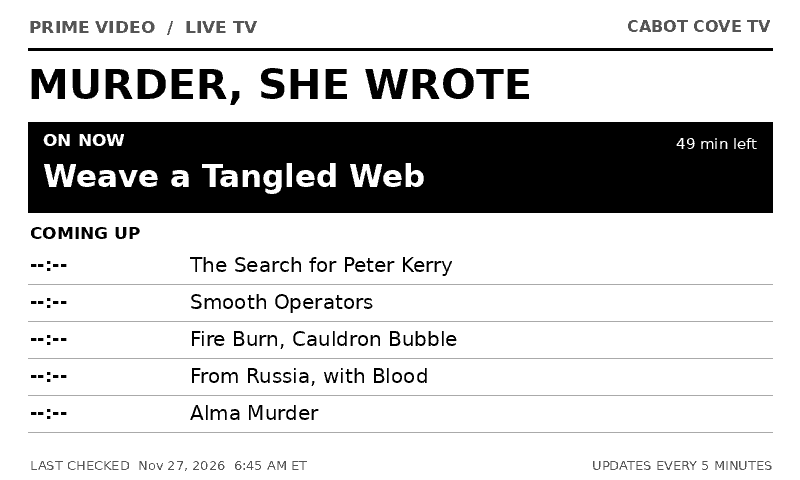 PRIME VIDEO / LIVE TV
CABOT COVE TV
MURDER, SHE WROTE
ON NOW
49 min left
Weave a Tangled Web
COMING UP
--:-- The Search for Peter Kerry
--:-- Smooth Operators
--:-- Fire Burn, Cauldron Bubble
--:-- From Russia, with Blood
--:-- Alma Murder
LAST CHECKED Nov 27, 2026 6:45 AM ET
UPDATES EVERY 5 MINUTES